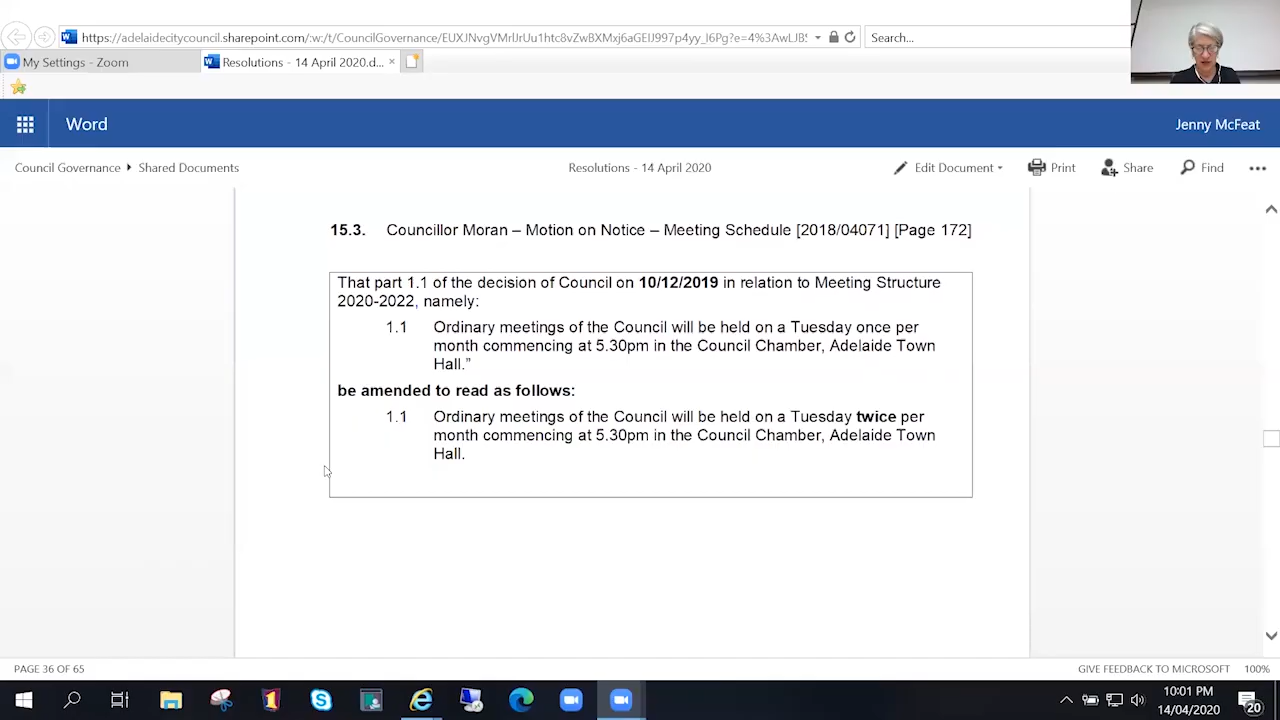 https://adelaidecitycouncil.sharepoint.com/:w:/t/CouncilGovernance/
Search...
My Settings - Zoom
Resolutions - 14 April 2020.d...
Word
Jenny McFeat
Council Governance
Shared Documents
Resolutions - 14 April 2020
Edit Document
Print
Share
Find
15.3. Councillor Moran – Motion on Notice – Meeting Schedule [2018/04071] [Page 172]
That part 1.1 of the decision of Council on 10/12/2019 in relation to Meeting Structure
2020-2022, namely:
1.1 Ordinary meetings of the Council will be held on a Tuesday once per
month commencing at 5.30pm in the Council Chamber, Adelaide Town
Hall.”
be amended to read as follows:
1.1 Ordinary meetings of the Council will be held on a Tuesday twice per
month commencing at 5.30pm in the Council Chamber, Adelaide Town
Hall.
PAGE 36 OF 65
GIVE FEEDBACK TO MICROSOFT 100%
10:01 PM
14/04/2020
20